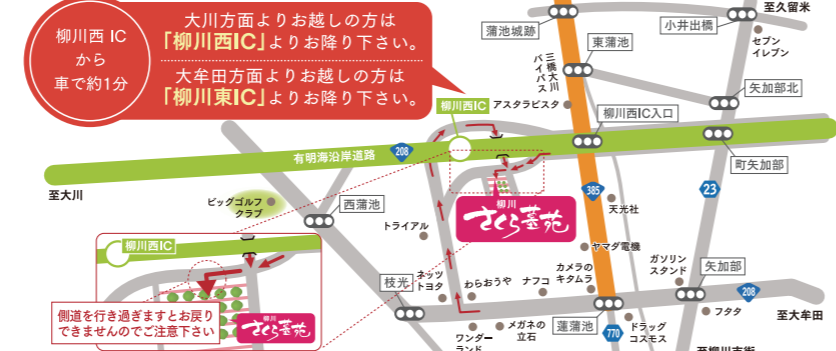 柳川西 IC
から
車で約1分
大川方面よりお越しの方は
「柳川西IC」よりお降り下さい。
大牟田方面よりお越しの方は
「柳川東IC」よりお降り下さい。
至久留米
蒲池城跡
小井出橋
東蒲池
セブン
イレブン
三橋大川
バイパス
矢加部北
アスタラビスタ
柳川西IC
柳川西IC入口
有明海沿岸道路
208
町矢加部
至大川
385
23
ビッグゴルフ
クラブ
西蒲池
柳川
さくら墓苑
天光社
トライアル
ヤマダ電機
柳川西IC
ガソリン
スタンド
矢加部
カメラの
キタムラ
ネッツ
トヨタ
枝光
わらおうや
ナフコ
208
側道を行き過ぎますとお戻り
できませんのでご注意下さい
柳川
さくら墓苑
蓮蒲池
フタタ
至大牟田
ワンダー
ランド
メガネの
立石
770
ドラッグ
コスモス
至柳川市街